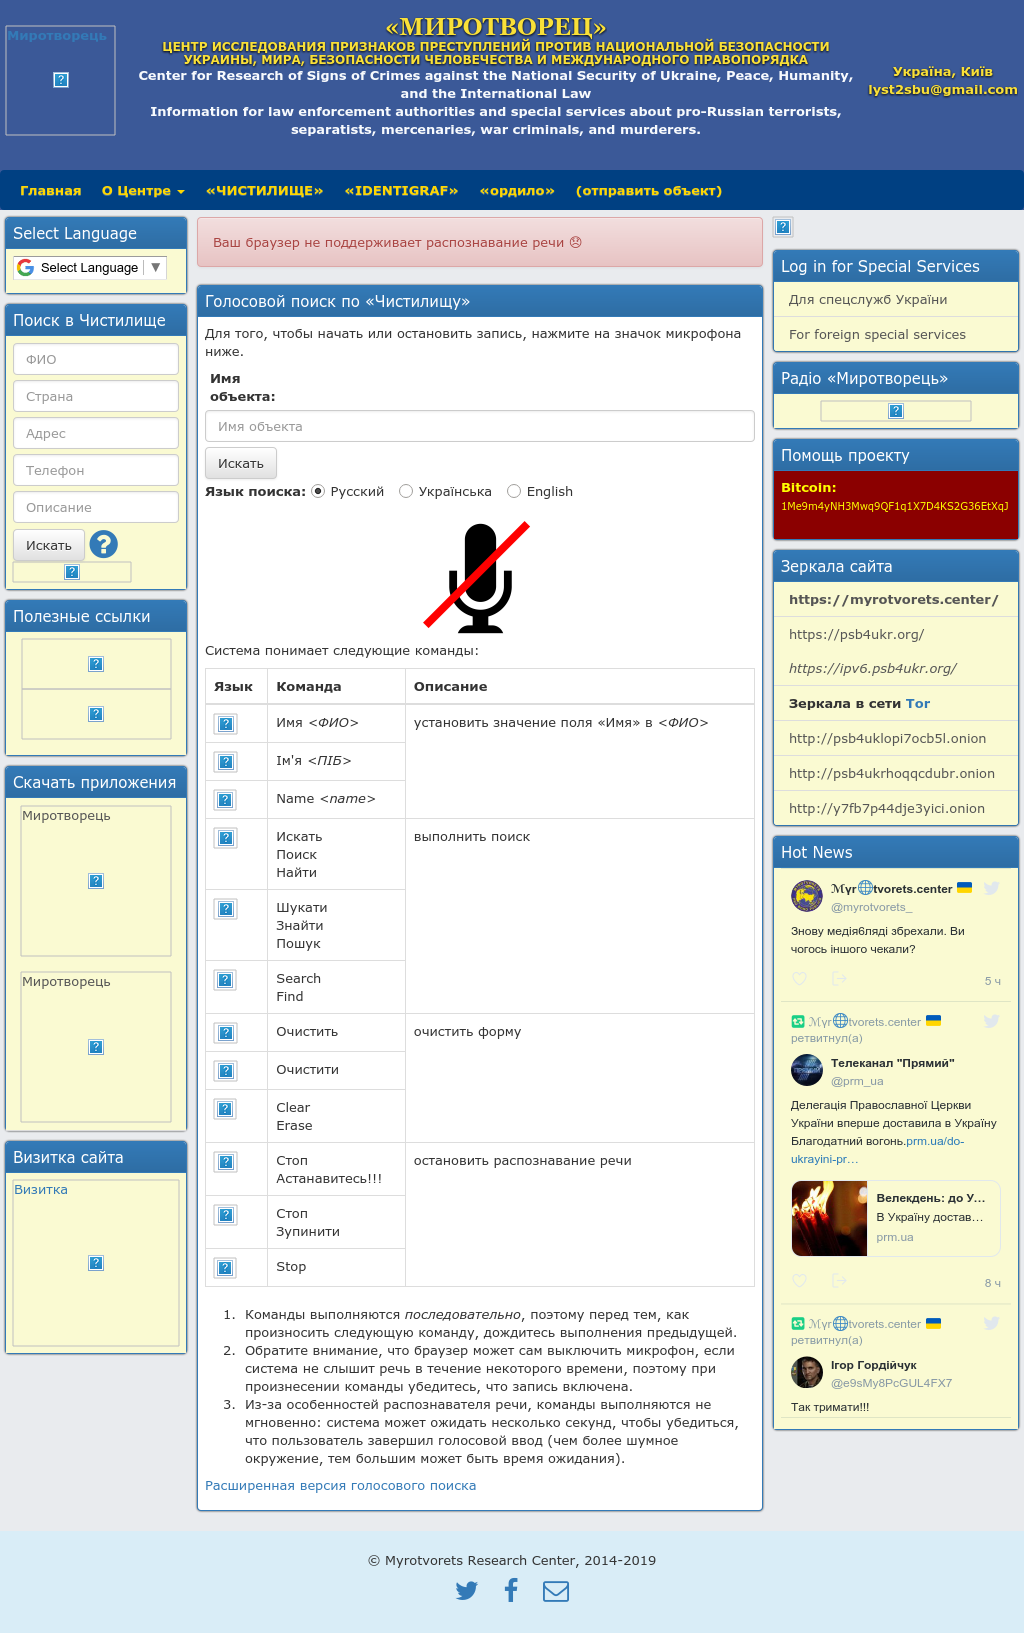 Миротворець
«МИРОТВОРЕЦ»
ЦЕНТР ИССЛЕДОВАНИЯ ПРИЗНАКОВ ПРЕСТУПЛЕНИЙ ПРОТИВ НАЦИОНАЛЬНОЙ БЕЗОПАСНОСТИ
УКРАИНЫ, МИРА, БЕЗОПАСНОСТИ ЧЕЛОВЕЧЕСТВА И МЕЖДУНАРОДНОГО ПРАВОПОРЯДКА
Center for Research of Signs of Crimes against the National Security of Ukraine, Peace, Humanity,
and the International Law
Information for law enforcement authorities and special services about pro-Russian terrorists,
separatists, mercenaries, war criminals, and murderers.
Україна, Київ
lyst2sbu@gmail.com
Главная О Центре «ЧИСТИЛИЩЕ» «IDENTIGRAF» «ордило» (отправить объект)
Select Language
Select Language ▼
Поиск в Чистилище
ФИО
Страна
Адрес
Телефон
Описание
Искать
Полезные ссылки
Скачать приложения
Миротворець
Миротворець
Визитка сайта
Визитка
Ваш браузер не поддерживает распознавание речи 😞
Голосовой поиск по «Чистилищу»
Для того, чтобы начать или остановить запись, нажмите на значок микрофона
ниже.
Имя
объекта:
Имя объекта
Искать
Язык поиска: Русский Українська English
Система понимает следующие команды:
Язык Команда Описание
Имя <ФИО> установить значение поля «Имя» в <ФИО>
Ім'я <ПІБ>
Name <name>
Искать выполнить поиск
Поиск
Найти
Шукати
Знайти
Пошук
Search
Find
Очистить очистить форму
Очистити
Clear
Erase
Стоп остановить распознавание речи
Астанавитесь!!!
Стоп
Зупинити
Stop
1. Команды выполняются последовательно, поэтому перед тем, как
произносить следующую команду, дождитесь выполнения предыдущей.
2. Обратите внимание, что браузер может сам выключить микрофон, если
система не слышит речь в течение некоторого времени, поэтому при
произнесении команды убедитесь, что запись включена.
3. Из-за особенностей распознавателя речи, команды выполняются не
мгновенно: система может ожидать несколько секунд, чтобы убедиться,
что пользователь завершил голосовой ввод (чем более шумное
окружение, тем большим может быть время ожидания).
Расширенная версия голосового поиска
Log in for Special Services
Для спецслужб України
For foreign special services
Радіо «Миротворець»
Помощь проекту
Bitcoin:
1Me9m4yNH3Mwq9QF1q1X7D4KS2G36EtXqJ
Зеркала сайта
https://myrotvorets.center/
https://psb4ukr.org/
https://ipv6.psb4ukr.org/
Зеркала в сети Tor
http://psb4uklopi7ocb5l.onion
http://psb4ukrhoqqcdubr.onion
http://y7fb7p44dje3yici.onion
Hot News
ℳyr🌐tvorets.center 🇺🇦
@myrotvorets_
Знову медія6ляді збрехали. Ви
чогось іншого чекали?
5 ч
ℳyr🌐tvorets.center 🇺🇦
ретвитнул(а)
Телеканал "Прямий"
@prm_ua
Делегація Православної Церкви
України вперше доставила в Україну
Благодатний вогонь.prm.ua/do-
ukrayini-pr…
Велекдень: до У…
В Україну достав…
prm.ua
8 ч
ℳyr🌐tvorets.center 🇺🇦
ретвитнул(а)
Ігор Гордійчук
@e9sMy8PcGUL4FX7
Так тримати!!!
© Myrotvorets Research Center, 2014-2019